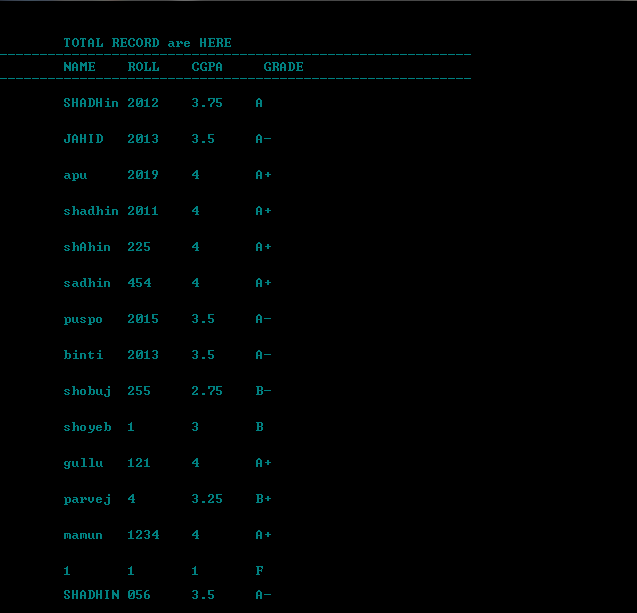 TOTAL RECORD are HERE
NAME ROLL CGPA GRADE
SHADHin 2012 3.75 A
JAHID 2013 3.5 A-
apu 2019 4 A+
shadhin 2011 4 A+
shAhin 225 4 A+
sadhin 454 4 A+
puspo 2015 3.5 A-
binti 2013 3.5 A-
shobuj 255 2.75 B-
shoyeb 1 3 B
gullu 121 4 A+
parvej 4 3.25 B+
mamun 1234 4 A+
1 1 1 F
SHADHIN 056 3.5 A-